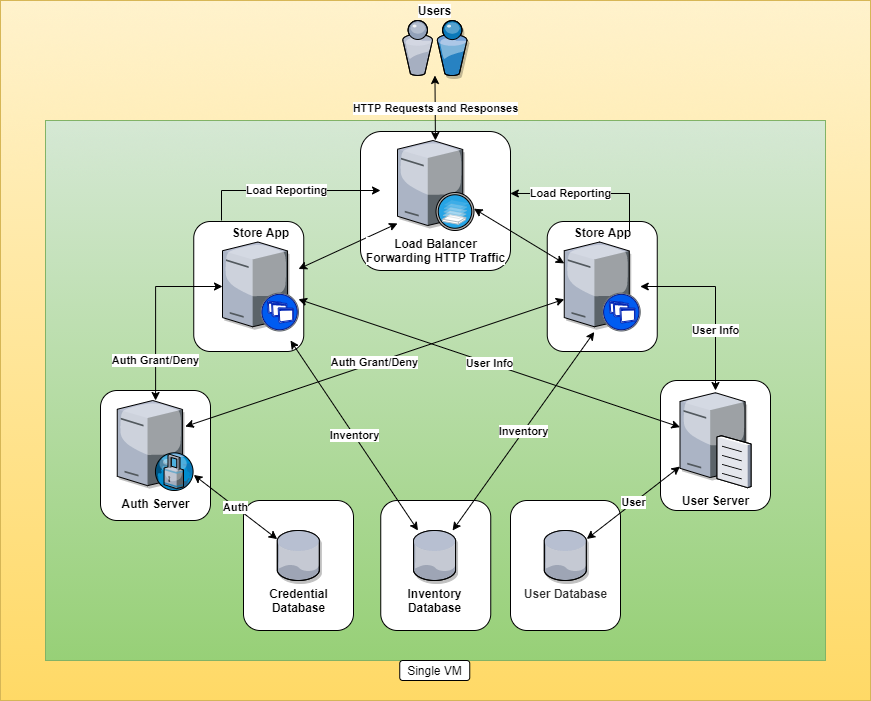 Users
HTTP Requests and Responses
Load Reporting
Load Reporting
Store App
Store App
Load Balancer
Forwarding HTTP Traffic
User Info
Auth Grant/Deny
Auth Grant/Deny
User Info
Inventory
Inventory
Auth Server
User Server
Auth
User
Credential
Database
Inventory
Database
User Database
Single VM